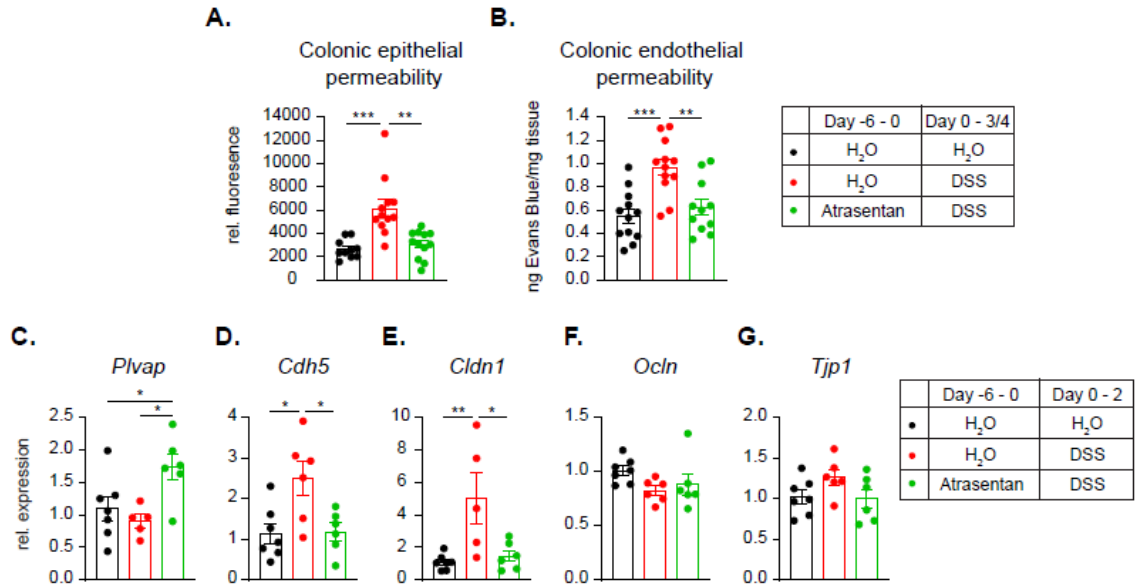 A.
Colonic epithelial
permeability
rel. fluoresence
14000
12000
10000
8000
6000
4000
2000
0
*** **
B.
Colonic endothelial
permeability
ng Evans Blue/mg tissue
1.4
1.2
1.0
0.8
0.6
0.4
0.2
0.0
*** **
Day -6 - 0 Day 0 - 3/4
H₂O H₂O
H₂O DSS
Atrasentan DSS
C.
Plvap
rel. expression
2.5
2.0
1.5
1.0
0.5
0.0
*
*
D.
Cdh5
5
4
3
2
1
0
* *
E.
Cldn1
10
8
6
4
2
0
** *
F.
Ocln
1.5
1.0
0.5
0.0
G.
Tjp1
2.0
1.5
1.0
0.5
0.0
Day -6 - 0 Day 0 - 2
H₂O H₂O
H₂O DSS
Atrasentan DSS